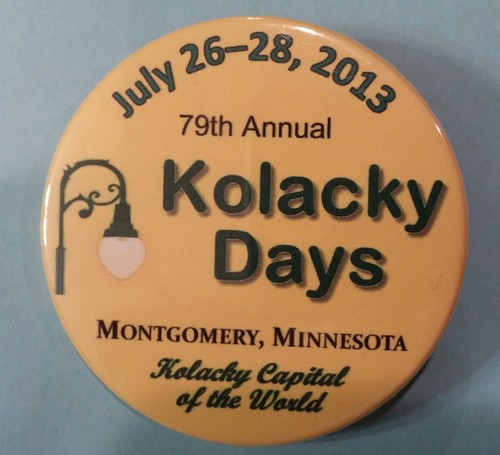 July 26–28, 2013
79th Annual
Kolacky
Days
Montgomery, Minnesota
Kolacky Capital
of the World